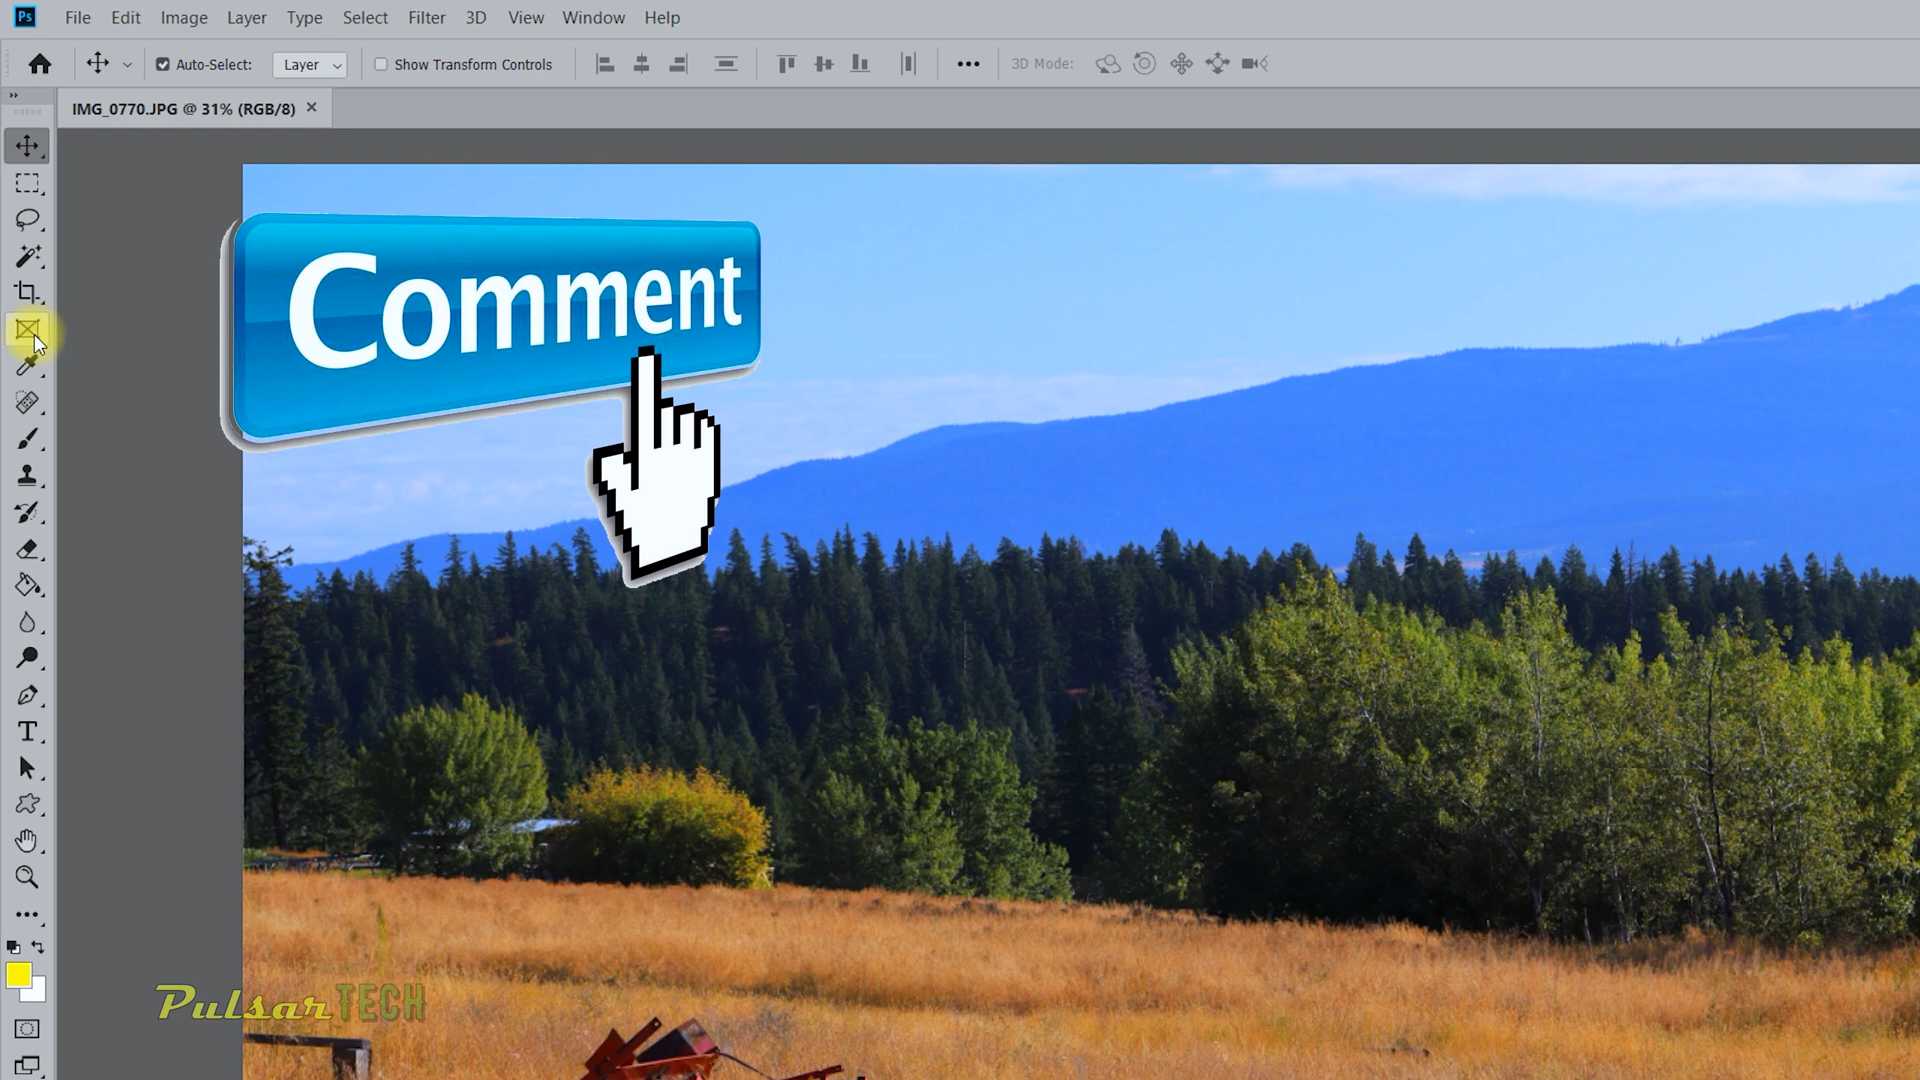 Ps File Edit Image Layer Type Select Filter 3D View Window Help
Auto-Select: Layer Show Transform Controls 3D Mode:
IMG_0770.JPG @ 31% (RGB/8) ×
Comment
T
PulsarTECH